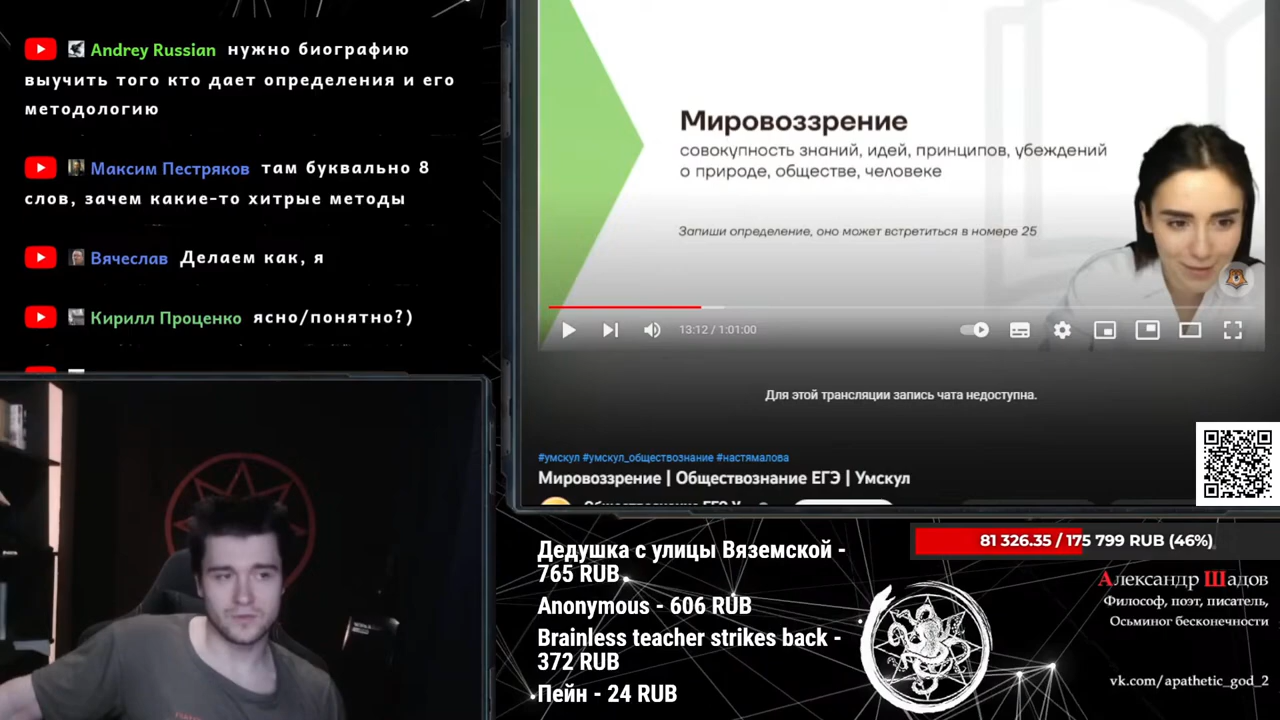 Andrey Russian нужно биографию
выучить того кто дает определения и его
методологию
Максим Пестряков там буквально 8
слов, зачем какие-то хитрые методы
Вячеслав Делаем как, я
Кирилл Проценко ясно/понятно?)
Мировоззрение
совокупность знаний, идей, принципов, убеждений
о природе, обществе, человеке
Запиши определение, оно может встретиться в номере 25
13:12 / 1:01:00
Для этой трансляции запись чата недоступна.
#умскул #умскул_обществознание #настямалова
Мировоззрение | Обществознание ЕГЭ | Умскул
Дедушка с улицы Вяземской -
765 RUB
Anonymous - 606 RUB
Brainless teacher strikes back -
372 RUB
Пейн - 24 RUB
81 326.35 / 175 799 RUB (46%)
Александр Шадов
Философ, поэт, писатель,
Осьминог бесконечности
vk.com/apathetic_god_2